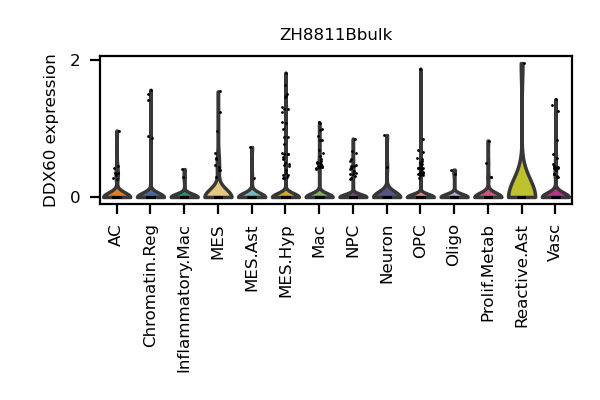 ZH8811Bbulk
DDX60 expression
2
0
AC
Chromatin.Reg
Inflammatory.Mac
MES
MES.Ast
MES.Hyp
Mac
NPC
Neuron
OPC
Oligo
Prolif.Metab
Reactive.Ast
Vasc